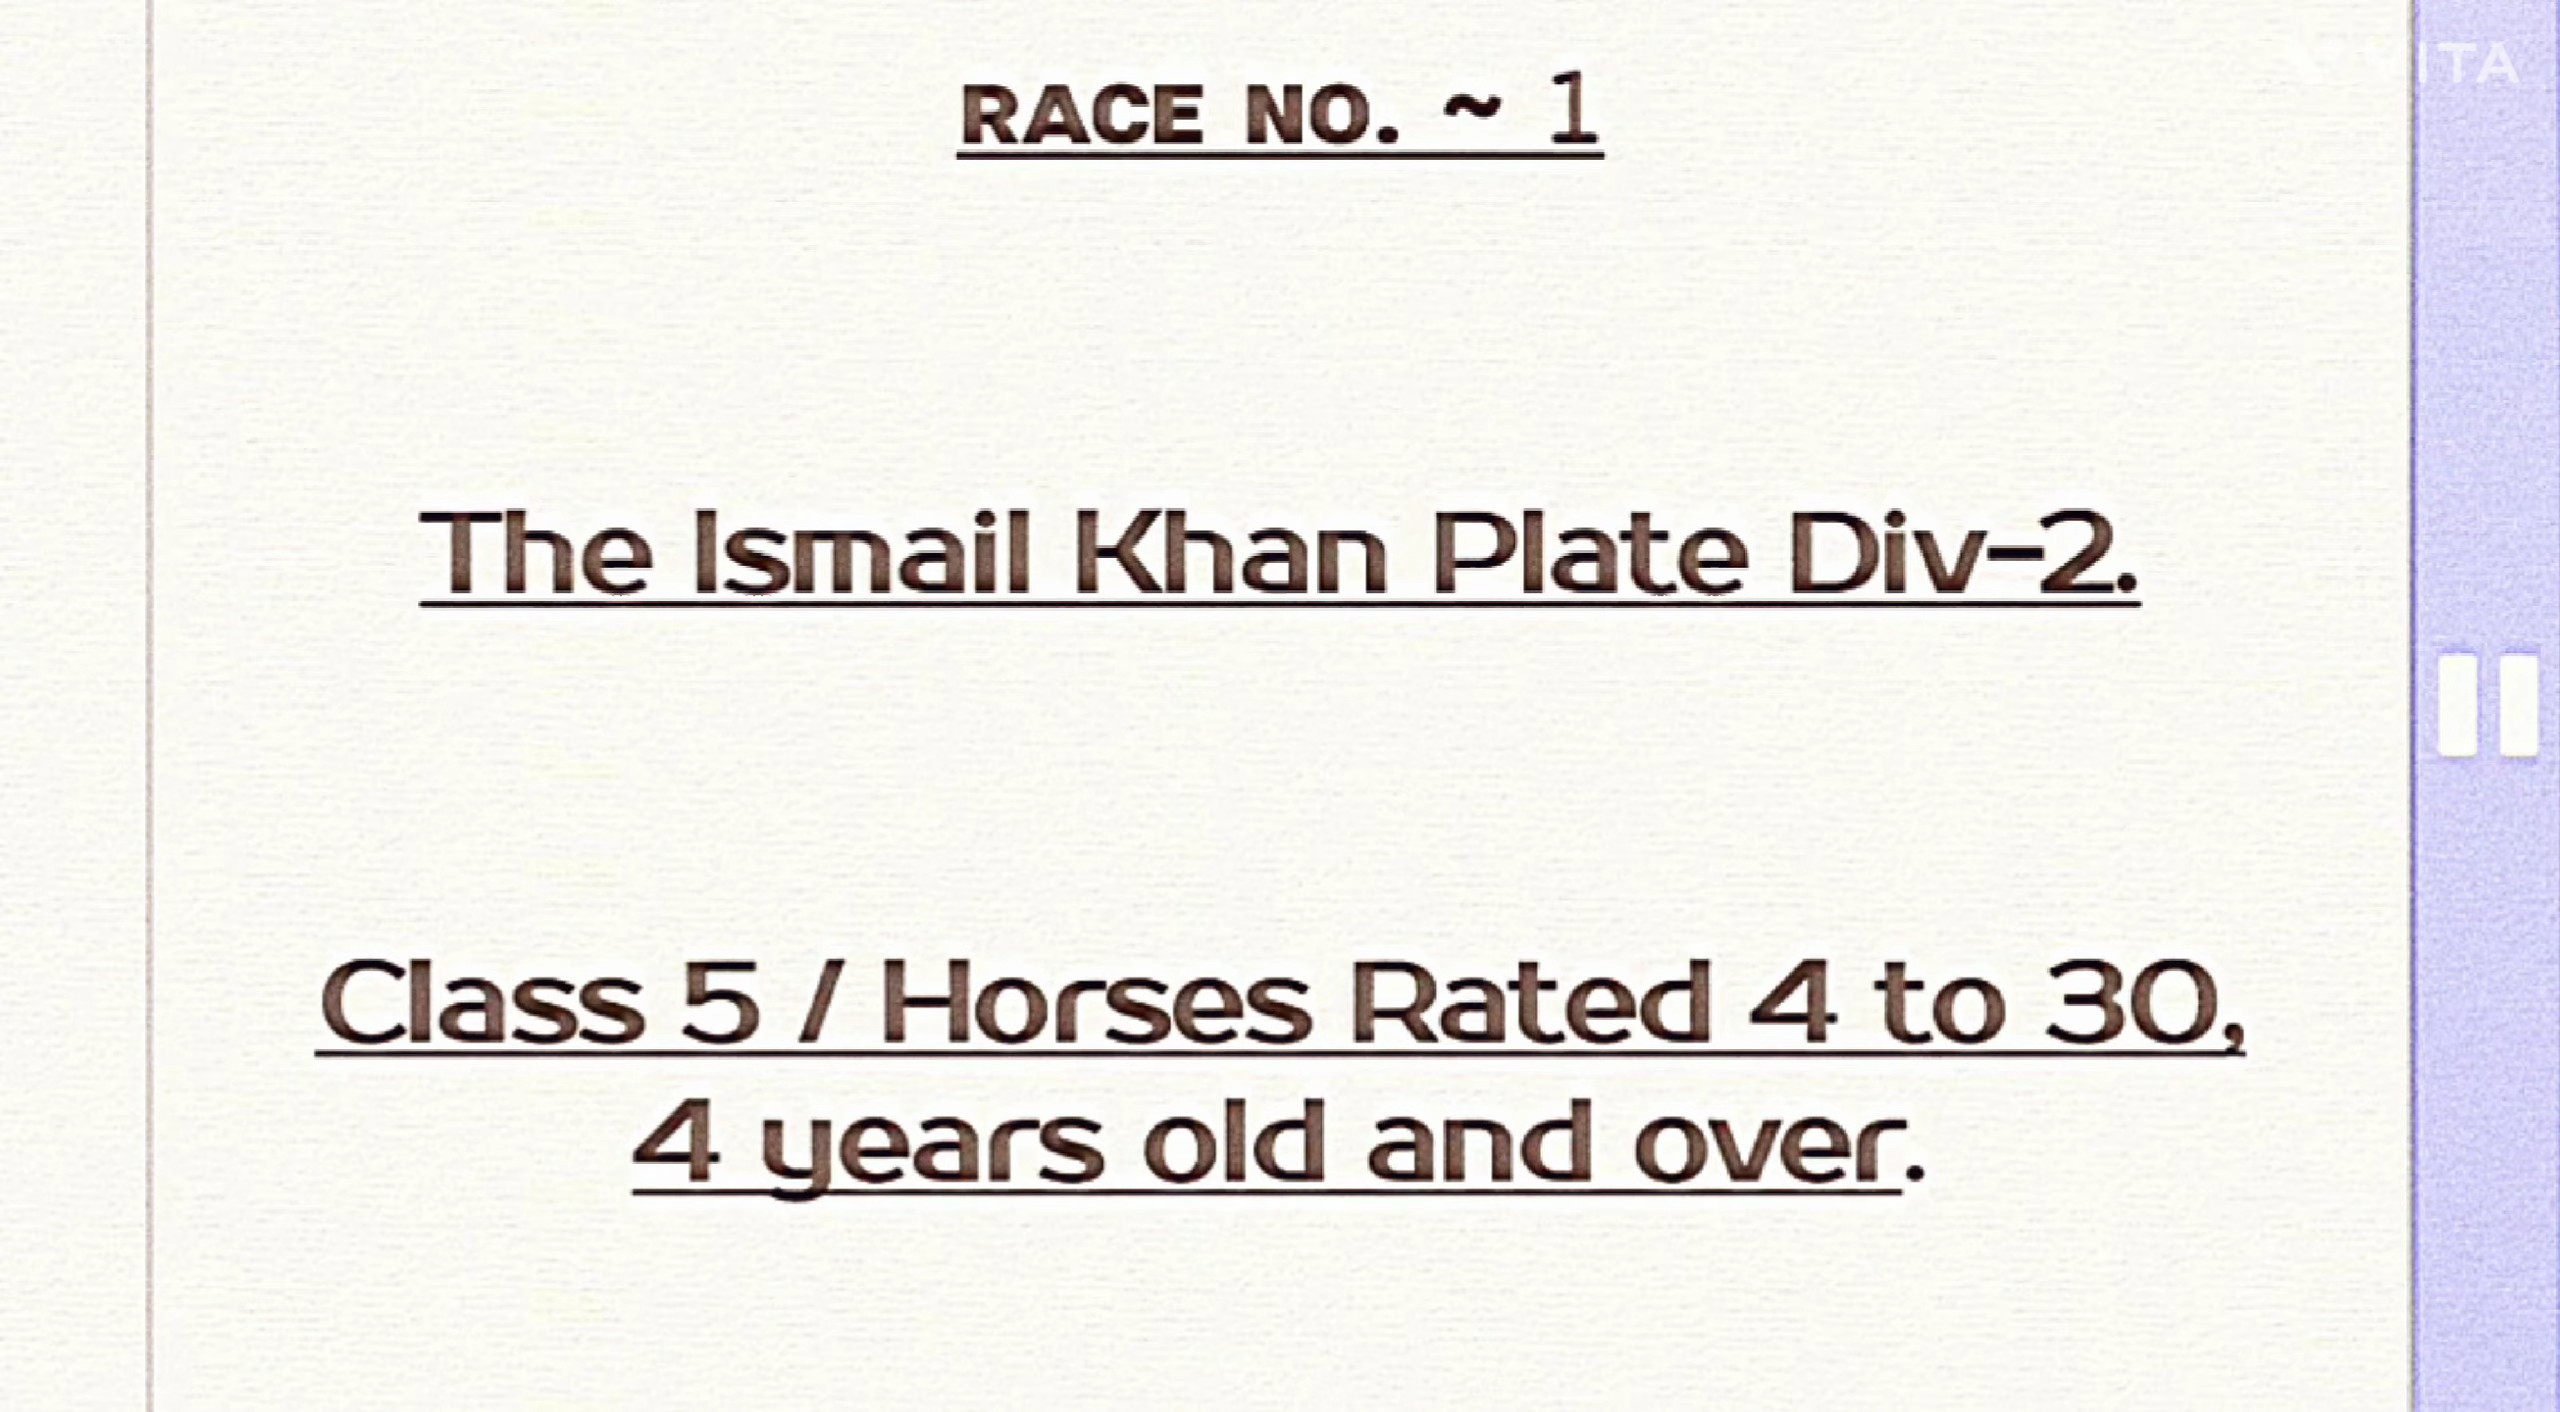 RACE NO. ~ 1
The Ismail Khan Plate Div-2.
Class 5 / Horses Rated 4 to 30,
4 years old and over.